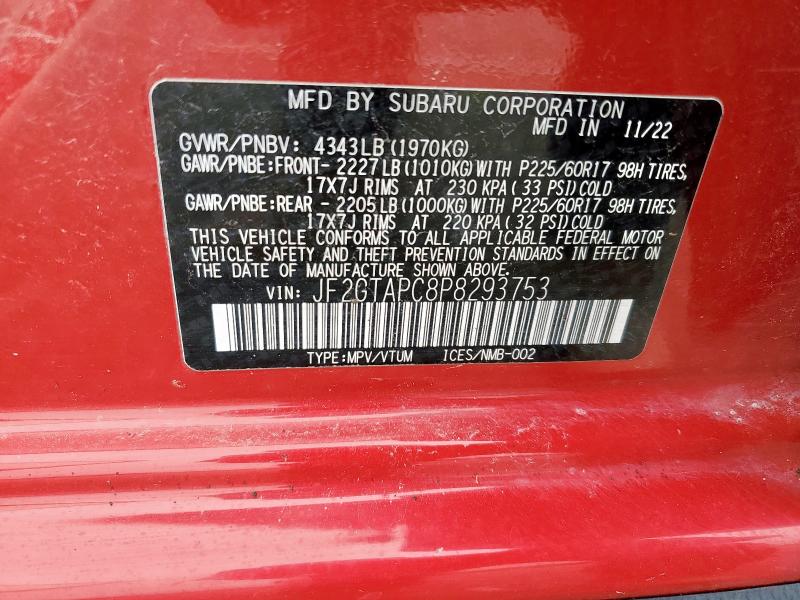 MFD BY SUBARU CORPORATION
MFD IN 11/22
GVWR/PNBV: 4343LB(1970KG)
GAWR/PNBE:FRONT- 2227LB(1010KG)WITH P225/60R17 98H TIRES,
17X7J RIMS AT 230 KPA( 33 PSI)COLD
GAWR/PNBE:REAR - 2205LB(1000KG)WITH P225/60R17 98H TIRES,
17X7J RIMS AT 220 KPA( 32 PSI)COLD
THIS VEHICLE CONFORMS TO ALL APPLICABLE FEDERAL MOTOR
VEHICLE SAFETY AND THEFT PREVENTION STANDARDS IN EFFECT ON
THE DATE OF MANUFACTURE SHOWN ABOVE.
VIN: JF2GTAPC8P8293753
TYPE:MPV/VTUM ICES/NMB-002